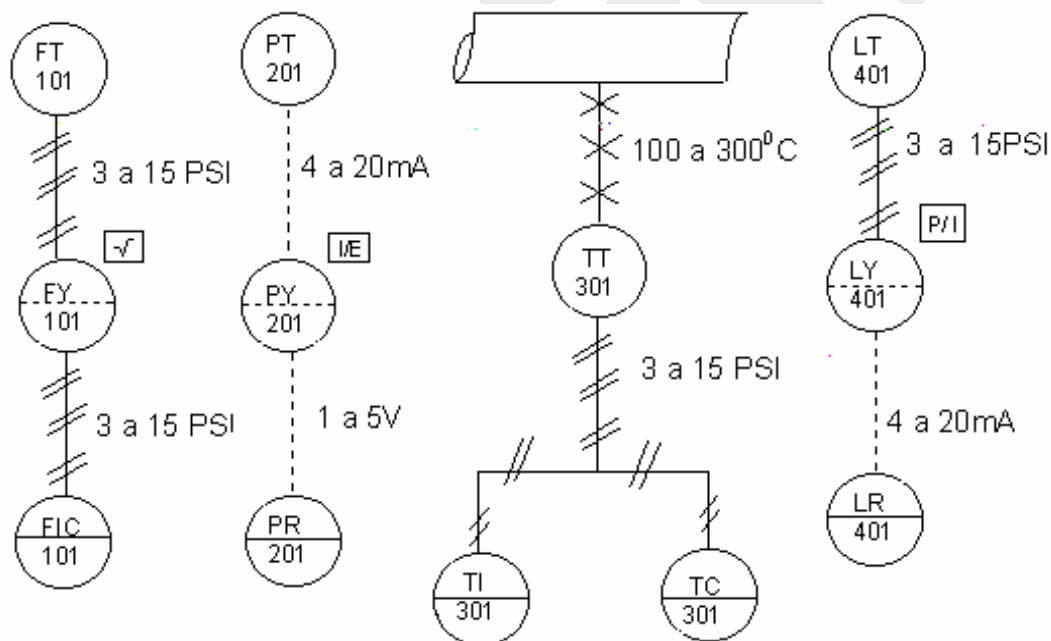 FT
101
3 a 15 PSI
-√
FY
101
3 a 15 PSI
FIC
101
PT
201
4 a 20mA
I/E
PY
201
1 a 5V
PR
201
100 a 300⁰C
TT
301
3 a 15 PSI
TI
301
TC
301
LT
401
3 a 15PSI
P/I
LY
401
4 a 20mA
LR
401